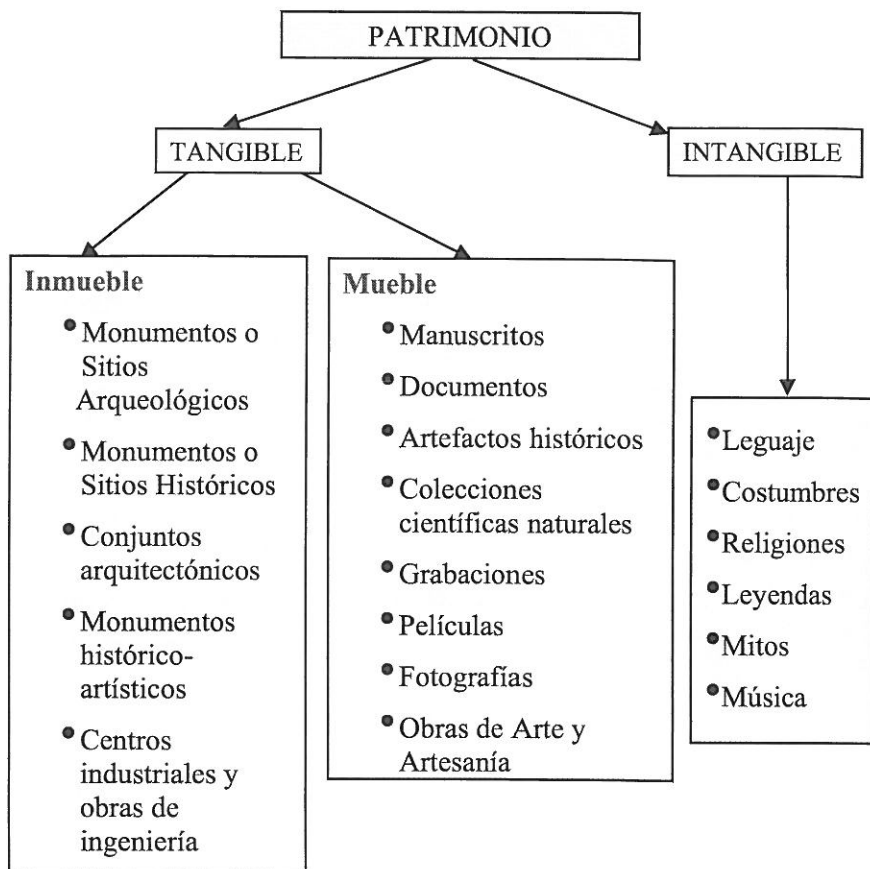 PATRIMONIO
TANGIBLE
INTANGIBLE
Inmueble
Monumentos o
Sitios
Arqueológicos
Monumentos o
Sitios Históricos
Conjuntos
arquitectónicos
Monumentos
histórico-
artísticos
Centros
industriales y
obras de
ingeniería
Mueble
Manuscritos
Documentos
Artefactos históricos
Colecciones
científicas naturales
Grabaciones
Películas
Fotografías
Obras de Arte y
Artesanía
Leguaje
Costumbres
Religiones
Leyendas
Mitos
Música